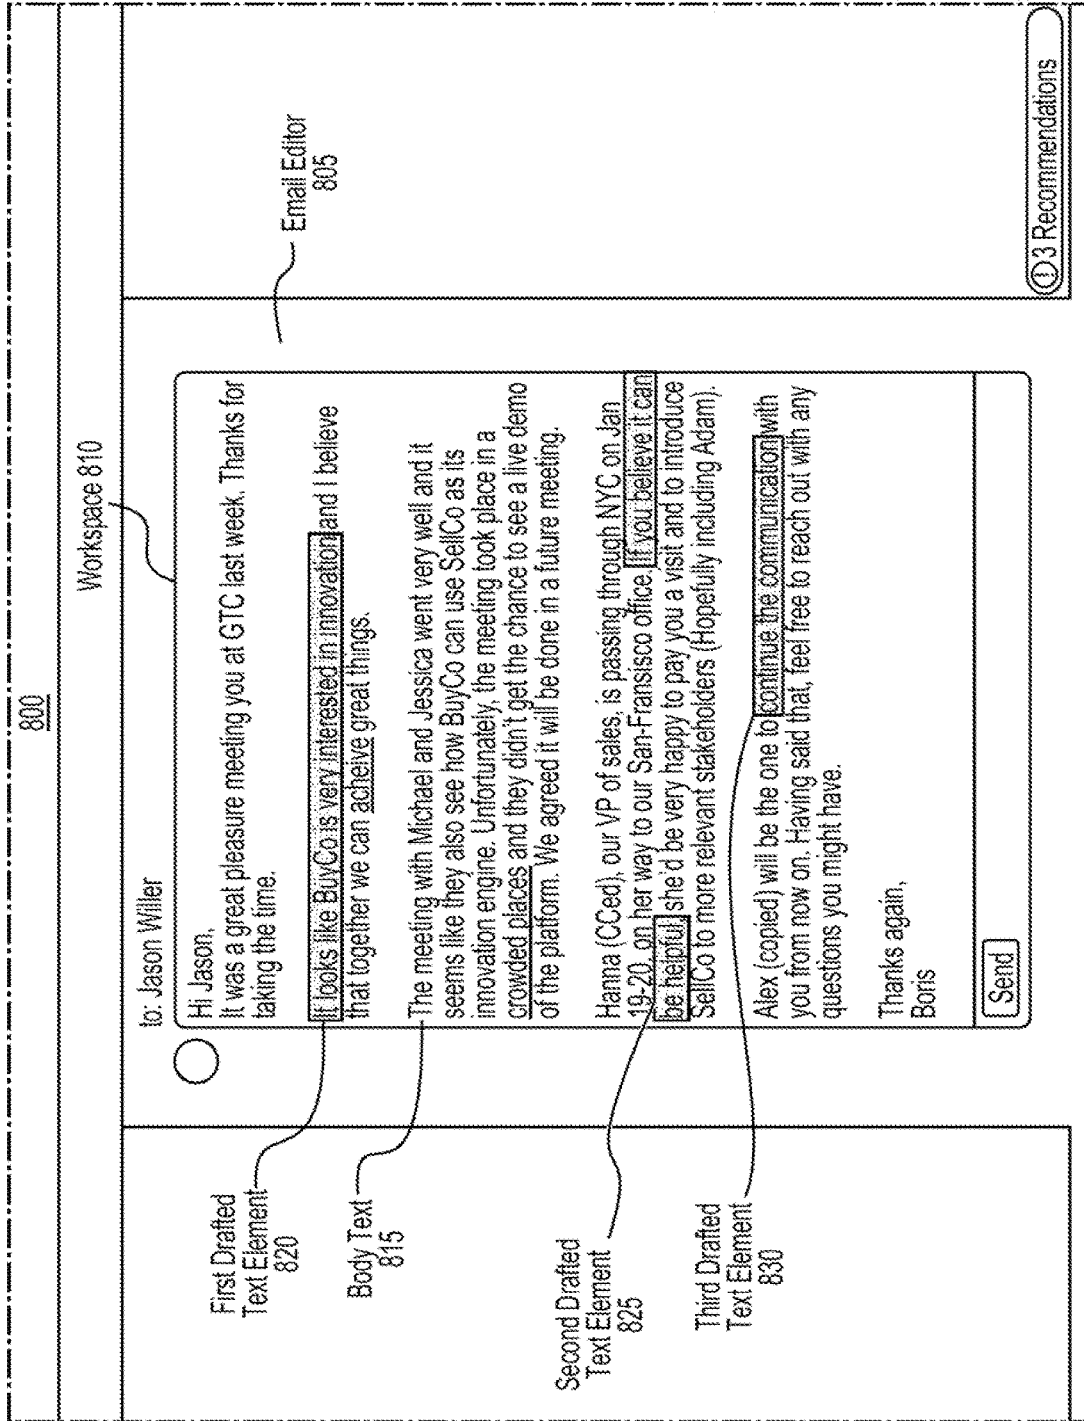 800
Workspace 810
Email Editor
805
to: Jason Willer
Hi Jason,
It was a great pleasure meeting you at GTC last week. Thanks for
taking the time.
It looks like BuyCo is very interested in innovation and I believe
that together we can acheive great things.
The meeting with Michael and Jessica went very well and it
seems like they also see how BuyCo can use SellCo as its
innovation engine. Unfortunately, the meeting took place in a
crowded places and they didn't get the chance to see a live demo
of the platform. We agreed it will be done in a future meeting.
Hanna (CCed), our VP of sales, is passing through NYC on Jan
19-20, on her way to our San-Fransisco office. If you believe it can
be helpful, she'd be very happy to pay you a visit and to introduce
SellCo to more relevant stakeholders (Hopefully including Adam).
Alex (copied) will be the one to continue the communication with
you from now on. Having said that, feel free to reach out with any
questions you might have.
Thanks again,
Boris
Send
First Drafted
Text Element
820
Body Text
815
Second Drafted
Text Element
825
Third Drafted
Text Element
830
! 3 Recommendations